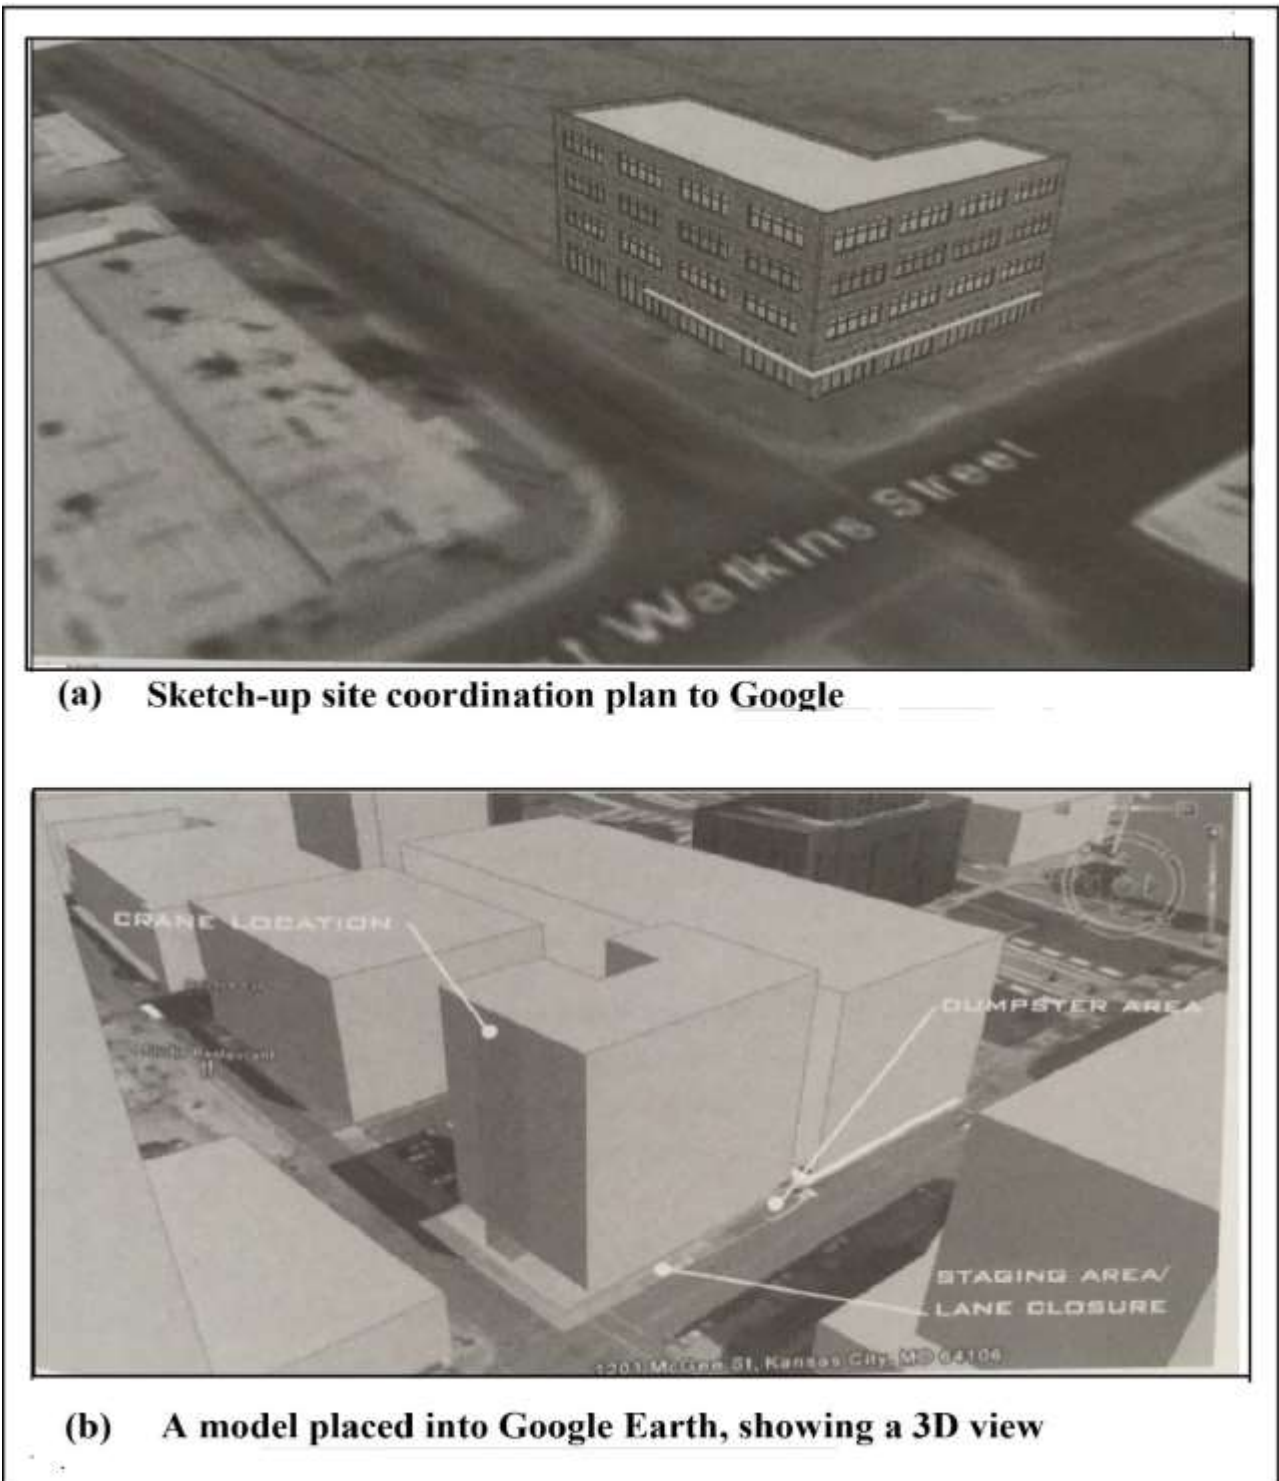 Watkins Street
(a) Sketch-up site coordination plan to Google
CRANE LOCATION
DUMPSTER AREA
Restaurant
STAGING AREA/
LANE CLOSURE
1201 McGee St, Kansas City, MO 64106
(b) A model placed into Google Earth, showing a 3D view